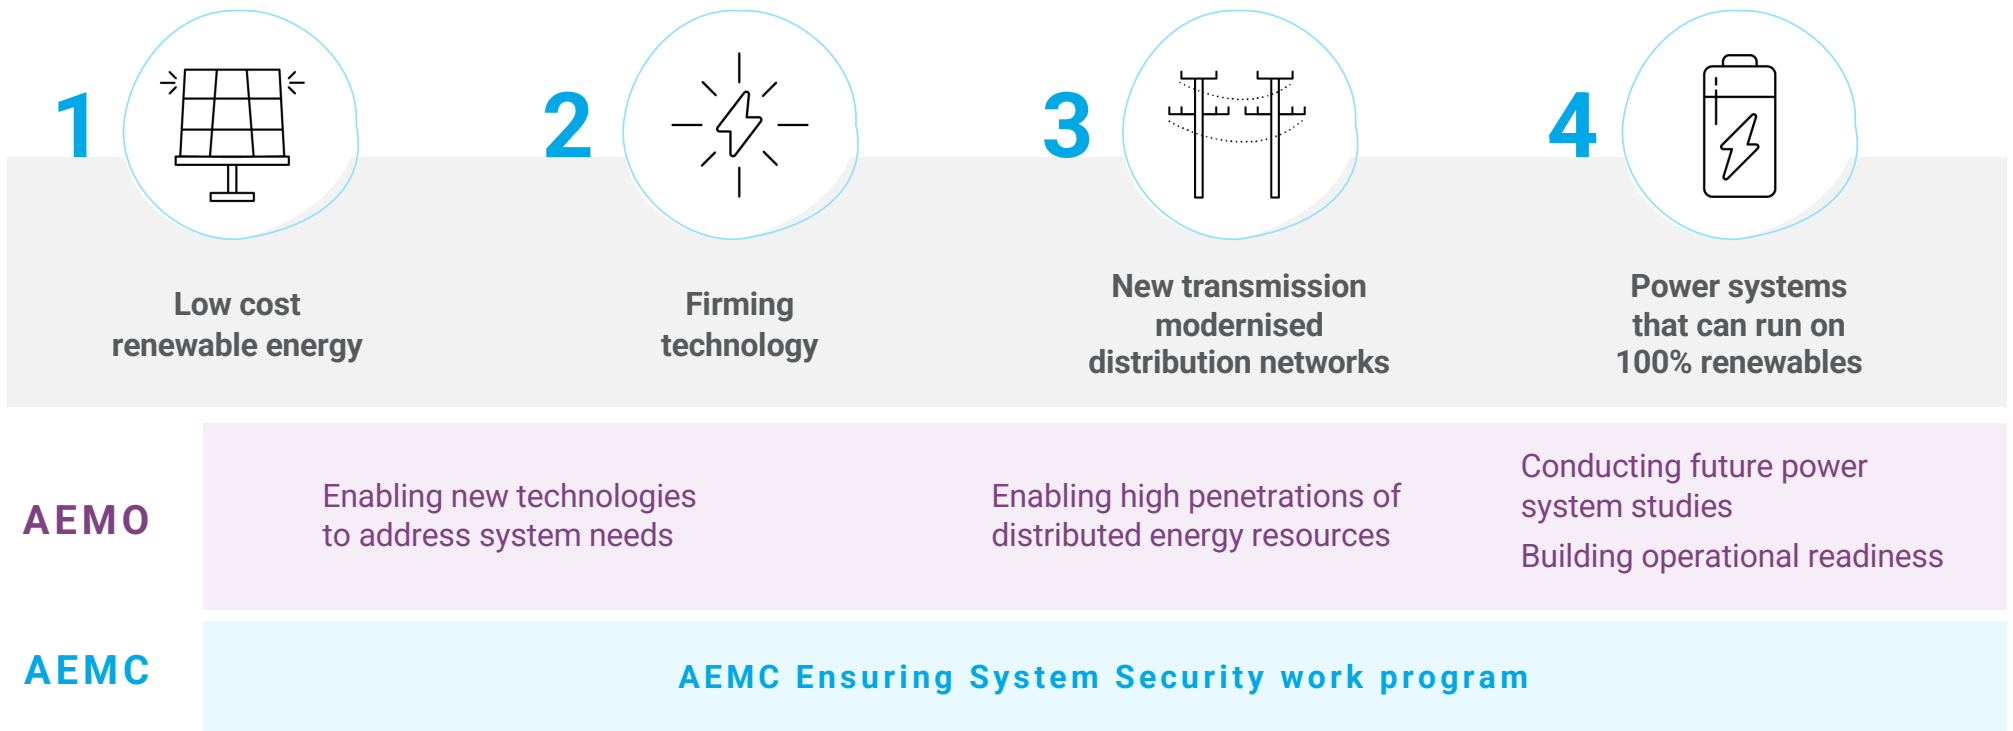 1
Low cost
renewable energy
2
Firming
technology
3
New transmission
modernised
distribution networks
4
Power systems
that can run on
100% renewables
AEMO
Enabling new technologies
to address system needs
Enabling high penetrations of
distributed energy resources
Conducting future power
system studies
Building operational readiness
AEMC
AEMC Ensuring System Security work program